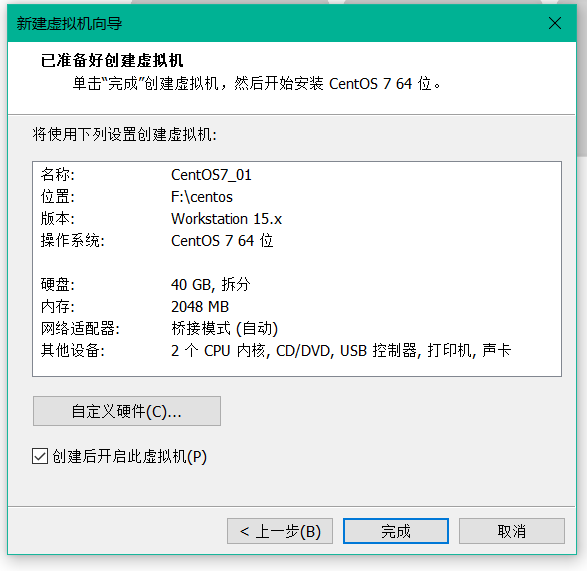 新建虚拟机向导
已准备好创建虚拟机
单击“完成”创建虚拟机，然后开始安装 CentOS 7 64 位。
将使用下列设置创建虚拟机:
名称: CentOS7_01
位置: F:\centos
版本: Workstation 15.x
操作系统: CentOS 7 64 位
硬盘: 40 GB, 拆分
内存: 2048 MB
网络适配器: 桥接模式 (自动)
其他设备: 2 个 CPU 内核, CD/DVD, USB 控制器, 打印机, 声卡
自定义硬件(C)...
创建后开启此虚拟机(P)
< 上一步(B) 完成 取消